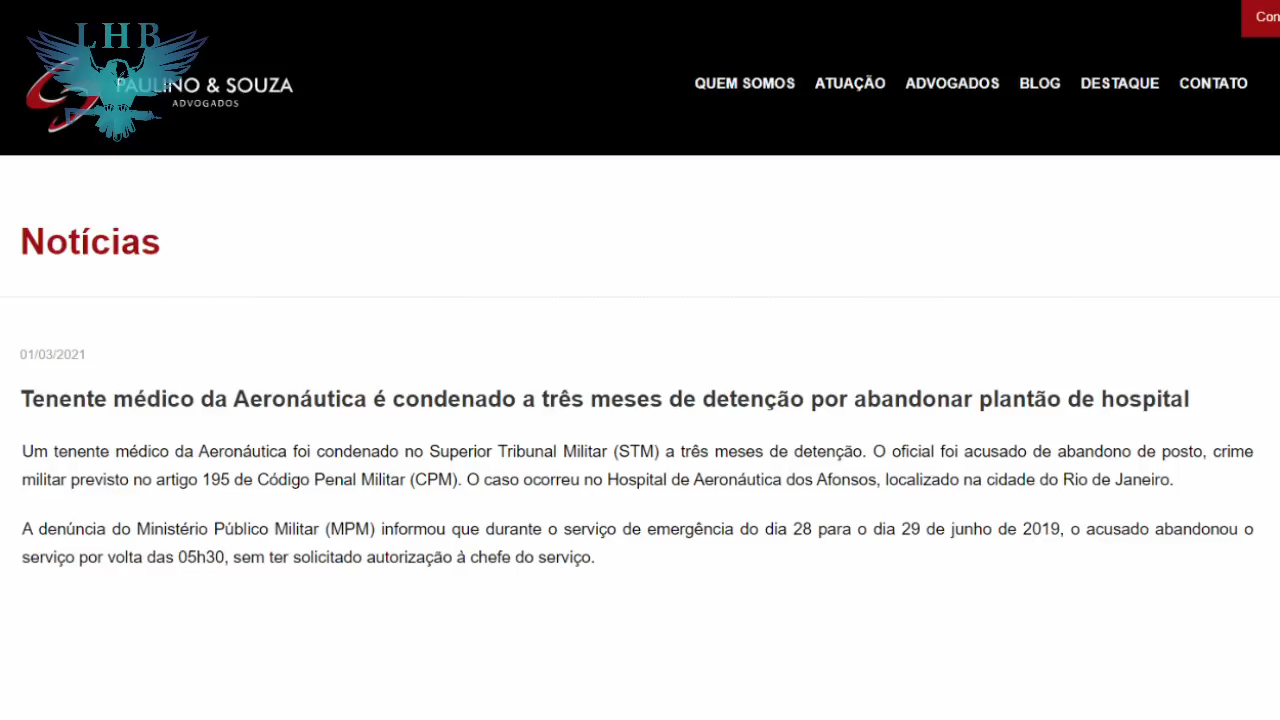 Con
LHB
PAULINO & SOUZA
ADVOGADOS
QUEM SOMOS ATUAÇÃO ADVOGADOS BLOG DESTAQUE CONTATO
Notícias
01/03/2021
Tenente médico da Aeronáutica é condenado a três meses de detenção por abandonar plantão de hospital
Um tenente médico da Aeronáutica foi condenado no Superior Tribunal Militar (STM) a três meses de detenção. O oficial foi acusado de abandono de posto, crime
militar previsto no artigo 195 de Código Penal Militar (CPM). O caso ocorreu no Hospital de Aeronáutica dos Afonsos, localizado na cidade do Rio de Janeiro.
A denúncia do Ministério Público Militar (MPM) informou que durante o serviço de emergência do dia 28 para o dia 29 de junho de 2019, o acusado abandonou o
serviço por volta das 05h30, sem ter solicitado autorização à chefe do serviço.